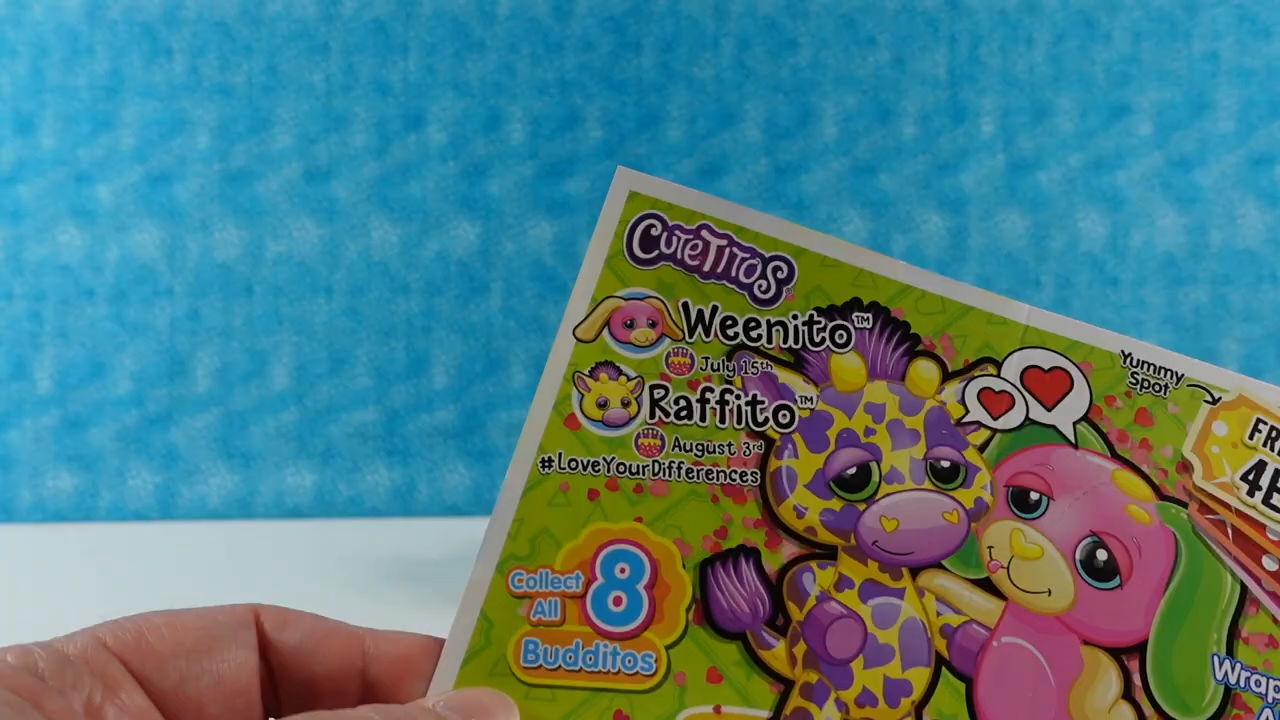 CuteTitos
Weenito™
July 15th
Raffito™
August 3rd
#LoveYourDifferences
Collect
All
8
Budditos
Yummy
Spot